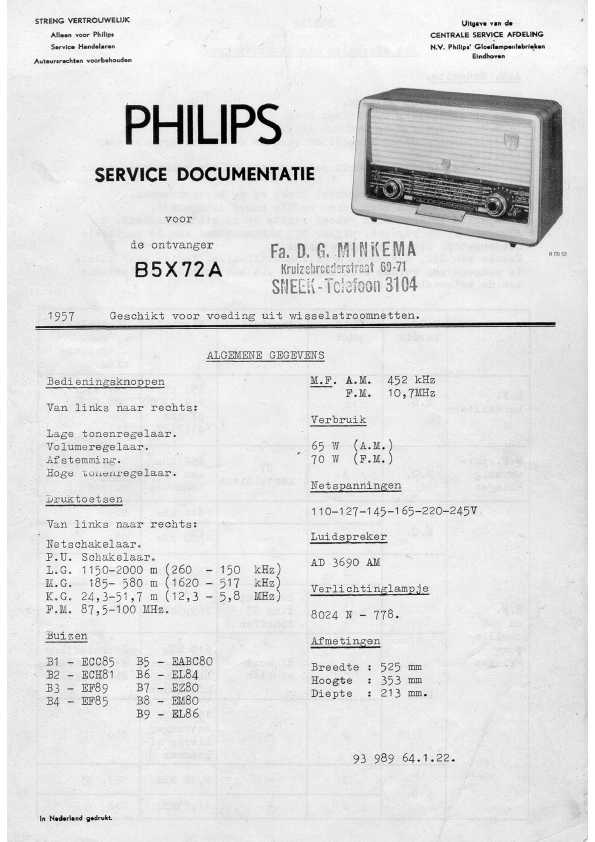 STRENG VERTROUWELIJK
Alleen voor Philips
Service Handelaren
Auteursrechten voorbehouden
Uitgave van de
CENTRALE SERVICE AFDELING
N.V. Philips' Gloeilampenfabrieken
Eindhoven
PHILIPS
SERVICE DOCUMENTATIE
voor
de ontvanger
B5X72A
Fa. D. G. MINKEMA
Kruizebroederstraat 69-71
SNEEK-Telefoon 3104
1957 Geschikt voor voeding uit wisselstroomnetten.
ALGEMENE GEGEVENS
Bedieningsknoppen
Van links naar rechts:
Lage tonenregelaar.
Volumeregelaar.
Afstemming.
Hoge tonenregelaar.
Druktoetsen
Van links naar rechts:
Netschakelaar.
P.U. Schakelaar.
L.G. 1150-2000 m (260 - 150 kHz)
M.G. 185- 580 m (1620 - 517 kHz)
K.G. 24,3-51,7 m (12,3 - 5,8 MHz)
F.M. 87,5-100 MHz.
Buizen
B1 - ECC85 B5 - EABC80
B2 - ECH81 B6 - EL84
B3 - EF89 B7 - EZ80
B4 - EF85 B8 - EM80
B9 - EL86
M.F. A.M. 452 kHz
F.M. 10,7MHz
Verbruik
65 W (A.M.)
70 W (F.M.)
Netspanningen
110-127-145-165-220-245V
Luidspreker
AD 3690 AM
Verlichtinglampje
8024 N - 778.
Afmetingen
Breedte : 525 mm
Hoogte : 353 mm
Diepte : 213 mm.
93 989 64.1.22.
In Nederland gedrukt.